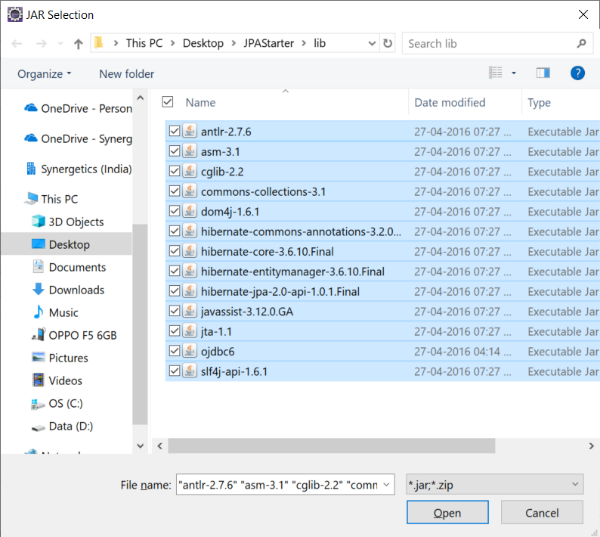 JAR Selection
This PC > Desktop > JPAStarter > lib
Search lib
Organize
New folder
OneDrive - Person
OneDrive - Synerg
Synergetics (India)
This PC
3D Objects
Desktop
Documents
Downloads
Music
OPPO F5 6GB
Pictures
Videos
OS (C:)
Data (D:)
Name Date modified Type
antlr-2.7.6 27-04-2016 07:27 ... Executable Jar
asm-3.1 27-04-2016 07:27 ... Executable Jar
cglib-2.2 27-04-2016 07:27 ... Executable Jar
commons-collections-3.1 27-04-2016 07:27 ... Executable Jar
dom4j-1.6.1 27-04-2016 07:27 ... Executable Jar
hibernate-commons-annotations-3.2.0... 27-04-2016 07:27 ... Executable Jar
hibernate-core-3.6.10.Final 27-04-2016 07:27 ... Executable Jar
hibernate-entitymanager-3.6.10.Final 27-04-2016 07:27 ... Executable Jar
hibernate-jpa-2.0-api-1.0.1.Final 27-04-2016 07:27 ... Executable Jar
javassist-3.12.0.GA 27-04-2016 07:27 ... Executable Jar
jta-1.1 27-04-2016 07:27 ... Executable Jar
ojdbc6 27-04-2016 04:14 ... Executable Jar
slf4j-api-1.6.1 27-04-2016 07:27 ... Executable Jar
File name: "antlr-2.7.6" "asm-3.1" "cglib-2.2" "comm
*.jar;*.zip
Open
Cancel